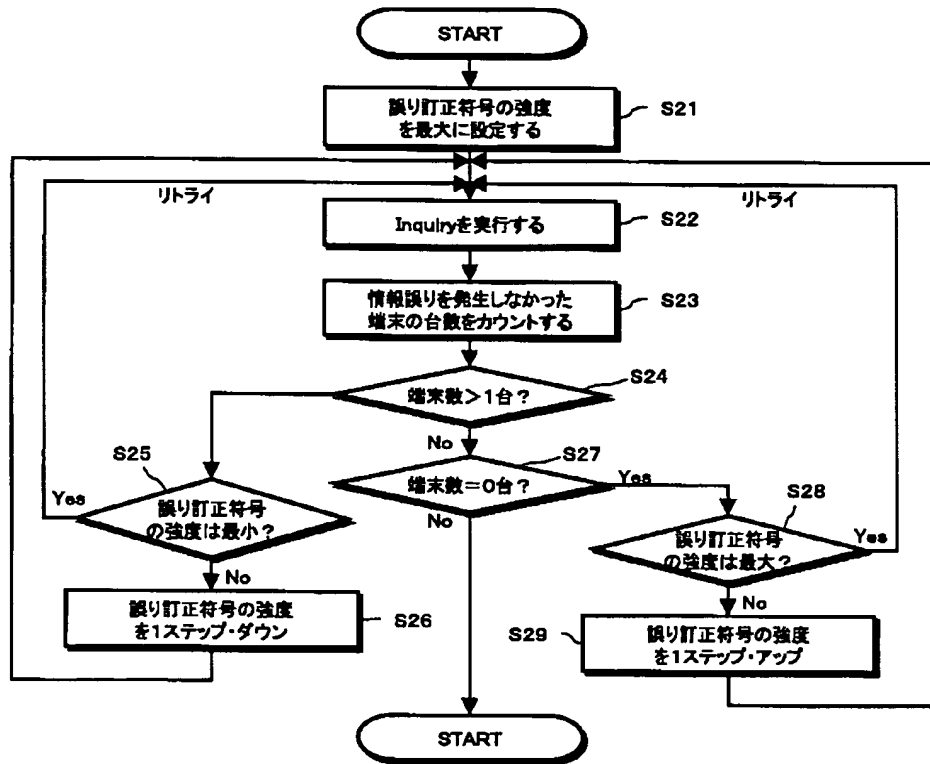 START
誤り訂正符号の強度
を最大に設定する
S21
リトライ
リトライ
Inquiryを実行する
S22
情報誤りを発生しなかった
端末の台数をカウントする
S23
端末数>1台?
S24
No
S25
端末数=0台?
S27
Yes
S28
Yes
誤り訂正符号
の強度は最小?
No
誤り訂正符号
の強度は最大?
Yes
No
No
誤り訂正符号の強度
を1ステップ・ダウン
S26
S29
誤り訂正符号の強度
を1ステップ・アップ
START